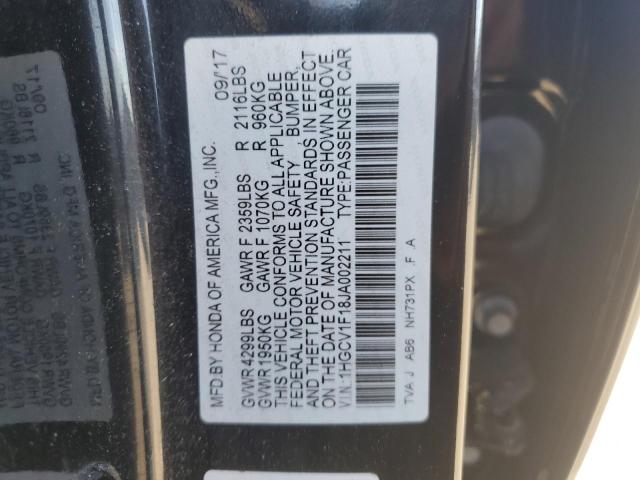 MFD.BY HONDA OF AMERICA MFG.,INC. 09/'17
GVWR 4299LBS GAWR F 2359LBS R 2116LBS
GVWR 1950KG GAWR F 1070KG R 960KG
THIS VEHICLE CONFORMS TO ALL APPLICABLE
FEDERAL MOTOR VEHICLE SAFETY , BUMPER,
AND THEFT PREVENTION STANDARDS IN EFFECT
ON THE DATE OF MANUFACTURE SHOWN ABOVE.
V.I.N.:1HGCV1F18JA002211 TYPE:PASSENGER CAR
TVA J AB6 NH731PX .F .A